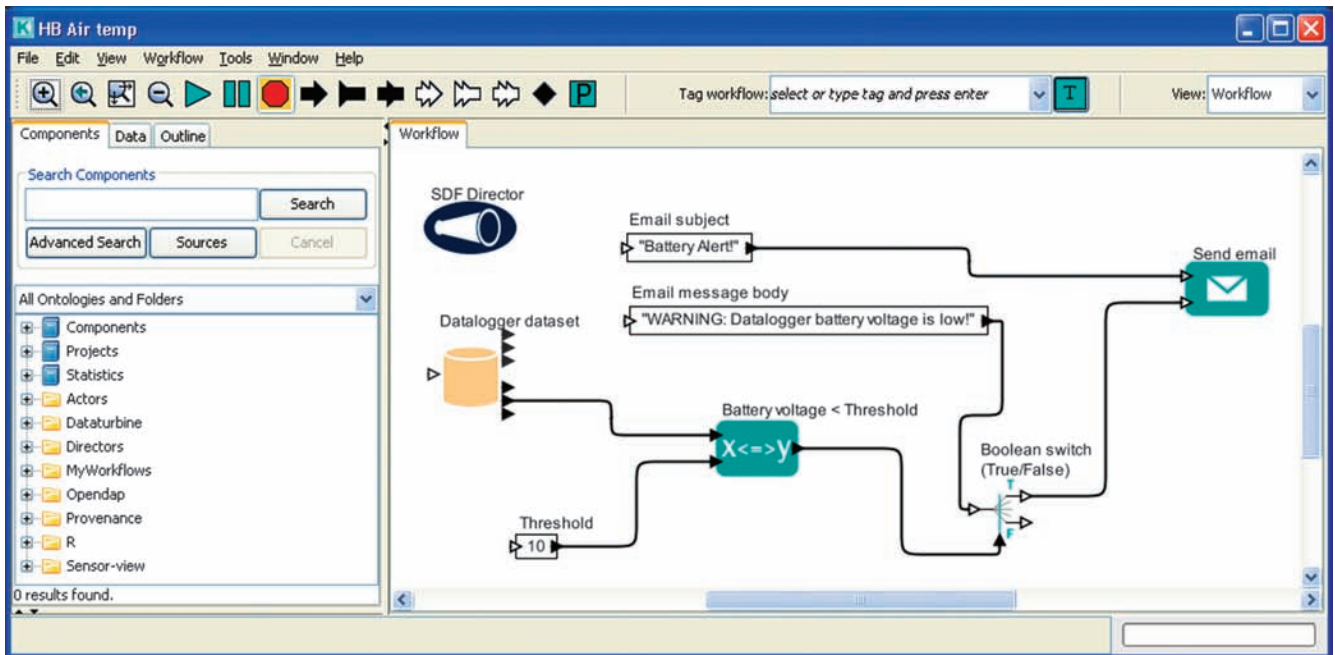 HB Air temp
File Edit View Workflow Tools Window Help
P
Tag workflow: select or type tag and press enter
T
View: Workflow
Components Data Outline
Workflow
Search Components
Search
Advanced Search Sources Cancel
All Ontologies and Folders
Components
Projects
Statistics
Actors
Dataturbine
Directors
MyWorkflows
Opendap
Provenance
R
Sensor-view
0 results found.
SDF Director
Email subject
"Battery Alert!"
Send email
Email message body
"WARNING: Datalogger battery voltage is low!"
Datalogger dataset
Battery voltage < Threshold
x<=>y
Boolean switch
(True/False)
T
F
Threshold
10